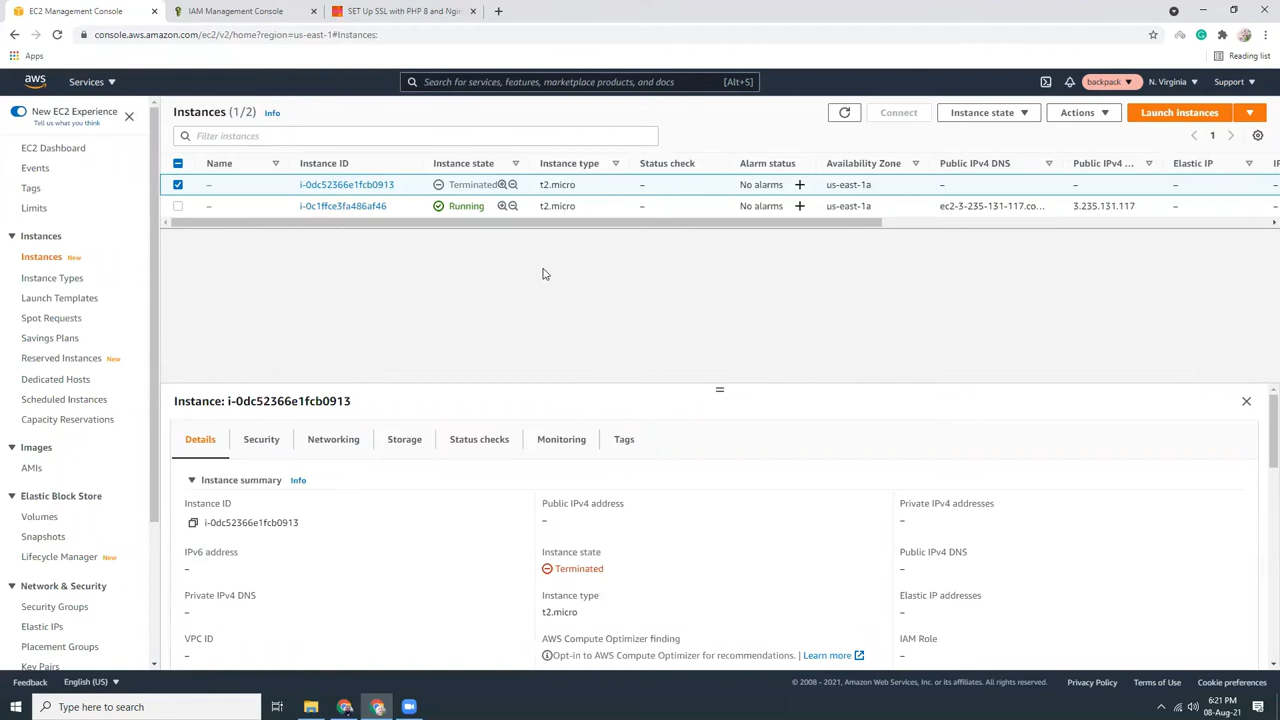 EC2 Management Console
IAM Management Console
SET Up SSL with PHP 8 and Ngin
console.aws.amazon.com/ec2/v2/home?region=us-east-1#Instances:
Apps
Reading list
aws
Services
Search for services, features, marketplace products, and docs
[Alt+S]
backpack
N. Virginia
Support
New EC2 Experience
Tell us what you think
EC2 Dashboard
Events
Tags
Limits
Instances
Instances New
Instance Types
Launch Templates
Spot Requests
Savings Plans
Reserved Instances New
Dedicated Hosts
Scheduled Instances
Capacity Reservations
Images
AMIs
Elastic Block Store
Volumes
Snapshots
Lifecycle Manager New
Network & Security
Security Groups
Elastic IPs
Placement Groups
Key Pairs
Instances (1/2) Info
Connect
Instance state
Actions
Launch instances
Filter instances
1
Name Instance ID Instance state Instance type Status check Alarm status Availability Zone Public IPv4 DNS Public IPv4 ... Elastic IP
– i-0dc52366e1fcb0913 Terminated t2.micro – No alarms + us-east-1a – – –
– i-0c1ffce3fa486af46 Running t2.micro – No alarms + us-east-1a ec2-3-235-131-117.co... 3.235.131.117 –
Instance: i-0dc52366e1fcb0913
Details Security Networking Storage Status checks Monitoring Tags
Instance summary Info
Instance ID
i-0dc52366e1fcb0913
Public IPv4 address
–
Private IPv4 addresses
–
IPv6 address
–
Instance state
Terminated
Public IPv4 DNS
–
Private IPv4 DNS
–
Instance type
t2.micro
Elastic IP addresses
–
VPC ID
–
AWS Compute Optimizer finding
Opt-in to AWS Compute Optimizer for recommendations. | Learn more
IAM Role
–
Feedback
English (US)
© 2008 - 2021, Amazon Web Services, Inc. or its affiliates. All rights reserved.
Privacy Policy
Terms of Use
Cookie preferences
Type here to search
6:21 PM
08-Aug-21